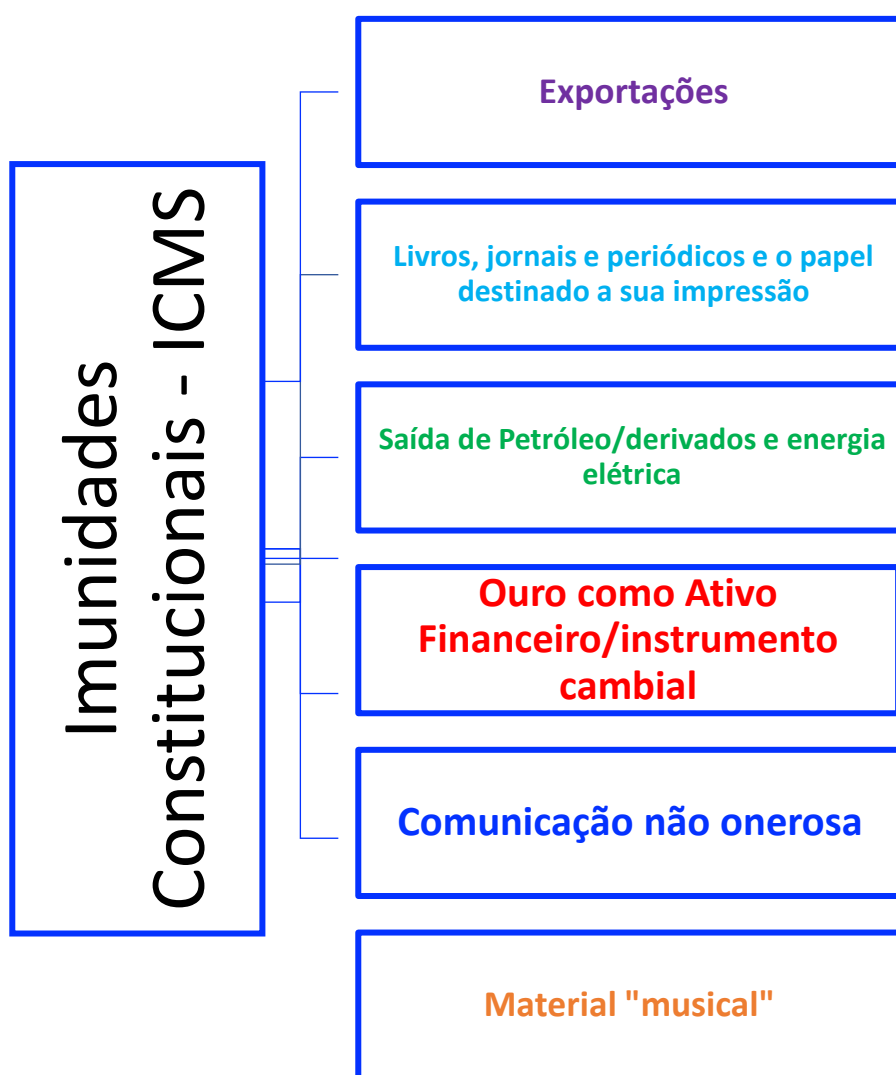 Imunidades
Constitucionais - ICMS
Exportações
Livros, jornais e periódicos e o papel
destinado a sua impressão
Saída de Petróleo/derivados e energia
elétrica
Ouro como Ativo
Financeiro/instrumento
cambial
Comunicação não onerosa
Material "musical"